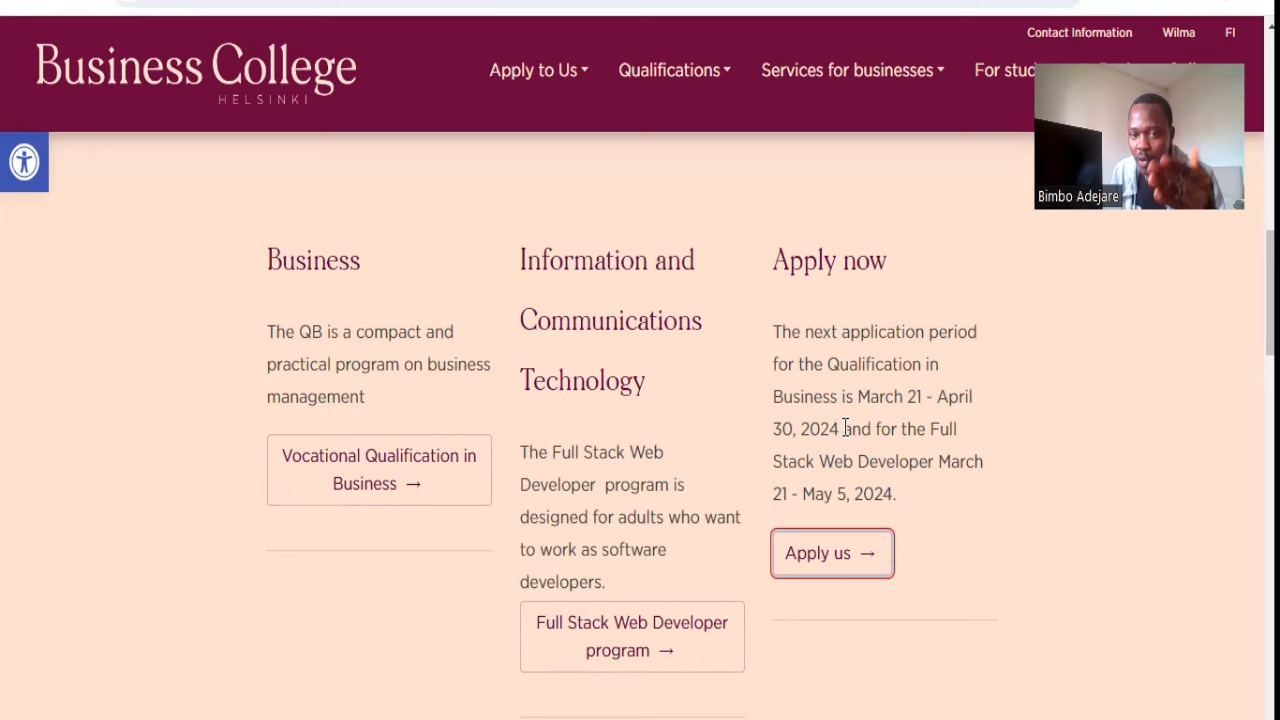 Contact Information Wilma FI
Business College
HELSINKI
Apply to Us Qualifications Services for businesses For stud
Bimbo Adejare
Business
The QB is a compact and
practical program on business
management
Vocational Qualification in
Business →
Information and
Communications
Technology
The Full Stack Web
Developer program is
designed for adults who want
to work as software
developers.
Full Stack Web Developer
program →
Apply now
The next application period
for the Qualification in
Business is March 21 - April
30, 2024 and for the Full
Stack Web Developer March
21 - May 5, 2024.
Apply us →